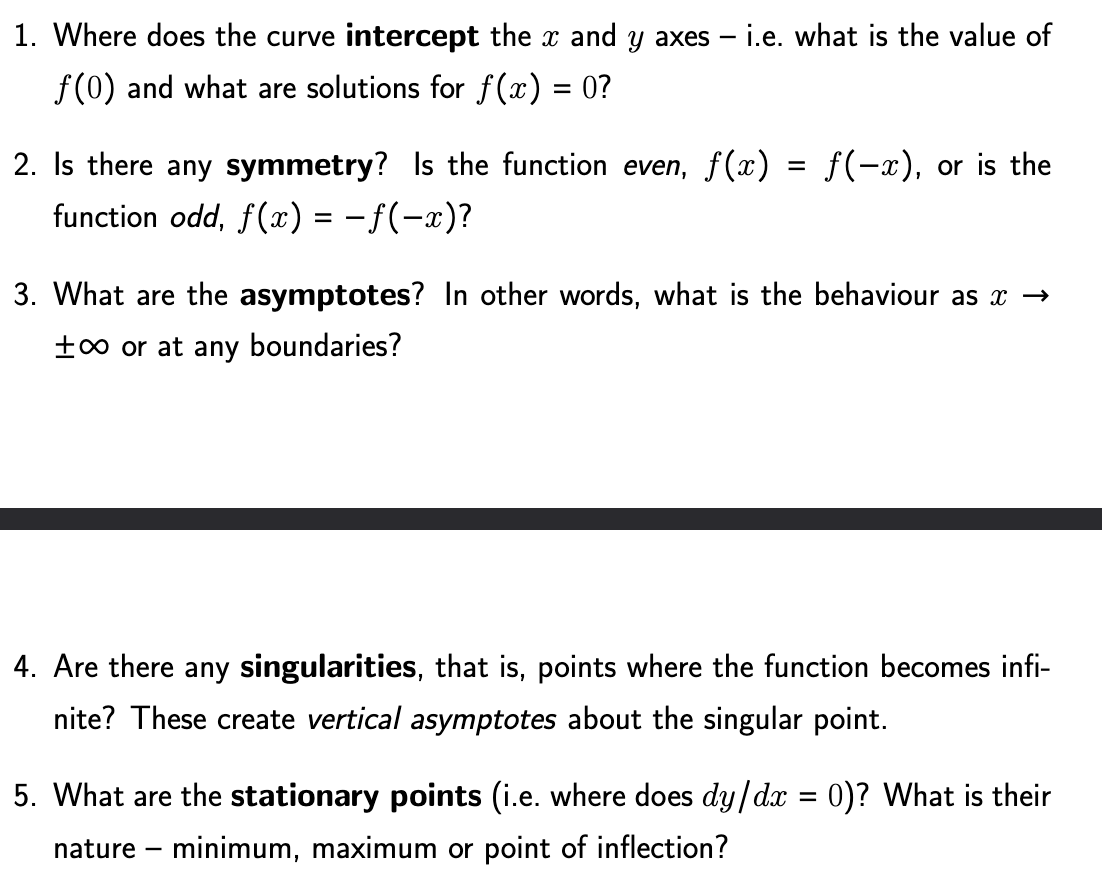 1. Where does the curve intercept the x and y axes – i.e. what is the value of
f(0) and what are solutions for f(x) = 0?
2. Is there any symmetry? Is the function even, f(x) = f(−x), or is the
function odd, f(x) = −f(−x)?
3. What are the asymptotes? In other words, what is the behaviour as x →
±∞ or at any boundaries?
4. Are there any singularities, that is, points where the function becomes infi-
nite? These create vertical asymptotes about the singular point.
5. What are the stationary points (i.e. where does dy/dx = 0)? What is their
nature – minimum, maximum or point of inflection?